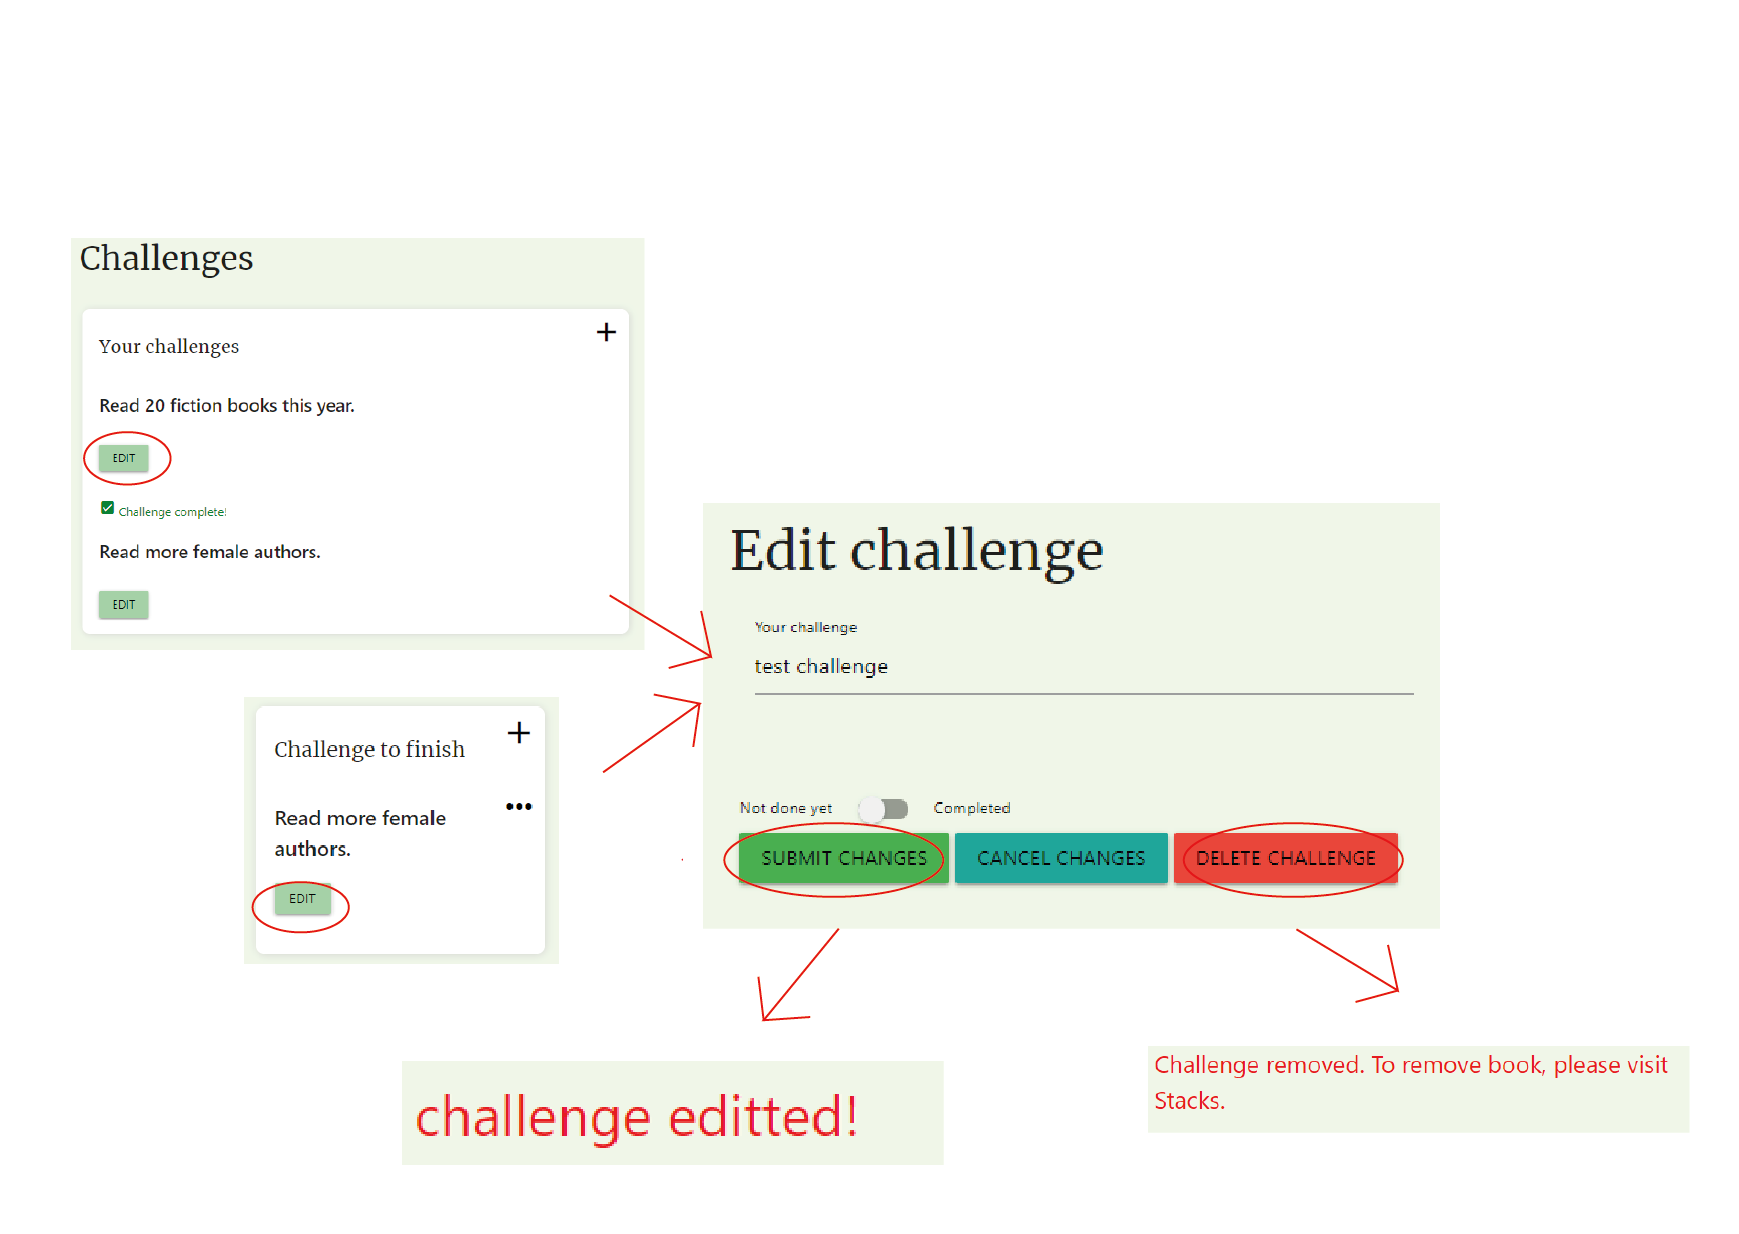 Challenges
Your challenges
Read 20 fiction books this year.
EDIT
Challenge complete!
Read more female authors.
EDIT
Challenge to finish
Read more female
authors.
EDIT
Edit challenge
Your challenge
test challenge
Not done yet Completed
SUBMIT CHANGES CANCEL CHANGES DELETE CHALLENGE
challenge editted!
Challenge removed. To remove book, please visit
Stacks.